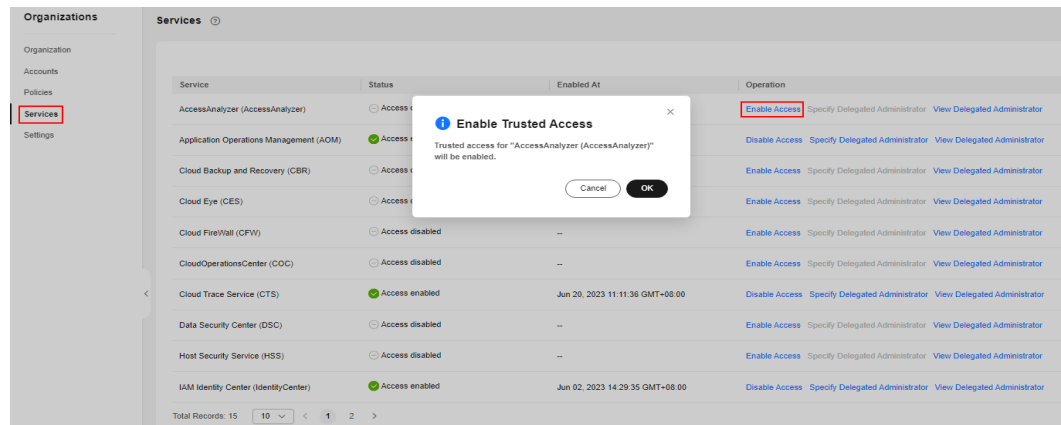 Organizations
Organization
Accounts
Policies
Services
Settings
Services
Service Status Enabled At Operation
AccessAnalyzer (AccessAnalyzer) Access Enable Access Specify Delegated Administrator View Delegated Administrator
Application Operations Management (AOM) Access Disable Access Specify Delegated Administrator View Delegated Administrator
Cloud Backup and Recovery (CBR) Access Enable Access Specify Delegated Administrator View Delegated Administrator
Cloud Eye (CES) Access Enable Access Specify Delegated Administrator View Delegated Administrator
Enable Trusted Access
Trusted access for "AccessAnalyzer (AccessAnalyzer)"
will be enabled.
Cancel OK
Cloud FireWall (CFW) Access disabled -- Enable Access Specify Delegated Administrator View Delegated Administrator
CloudOperationsCenter (COC) Access disabled -- Enable Access Specify Delegated Administrator View Delegated Administrator
Cloud Trace Service (CTS) Access enabled Jun 20, 2023 11:11:36 GMT+08:00 Disable Access Specify Delegated Administrator View Delegated Administrator
Data Security Center (DSC) Access disabled -- Enable Access Specify Delegated Administrator View Delegated Administrator
Host Security Service (HSS) Access disabled -- Enable Access Specify Delegated Administrator View Delegated Administrator
IAM Identity Center (IdentityCenter) Access enabled Jun 02, 2023 14:29:35 GMT+08:00 Disable Access Specify Delegated Administrator View Delegated Administrator
Total Records: 15 10 < 1 2 >